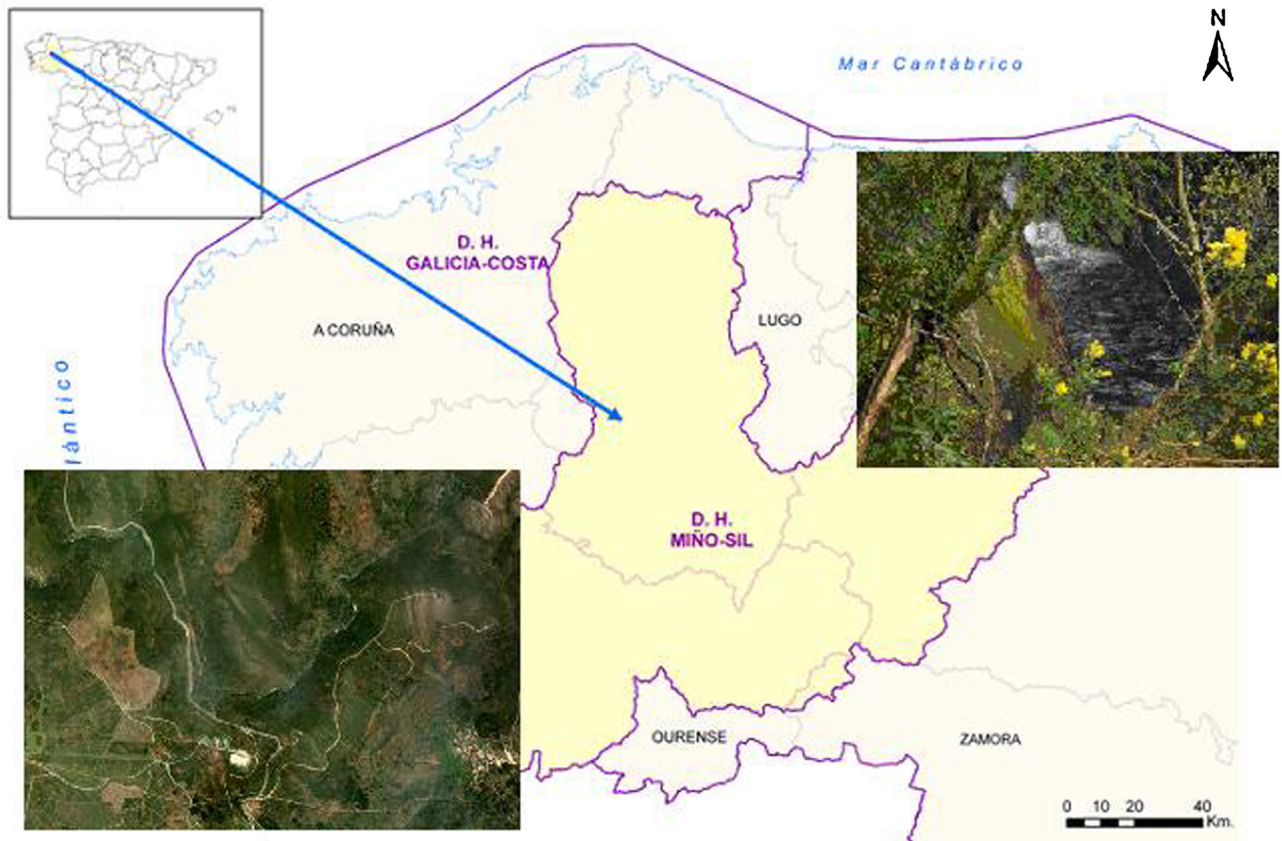 N
Mar Cantábrico
D. H.
GALICIA-COSTA
A CORUÑA
LUGO
lántico
D. H.
MIÑO-SIL
OURENSE
ZAMORA
0 10 20 40
Km.